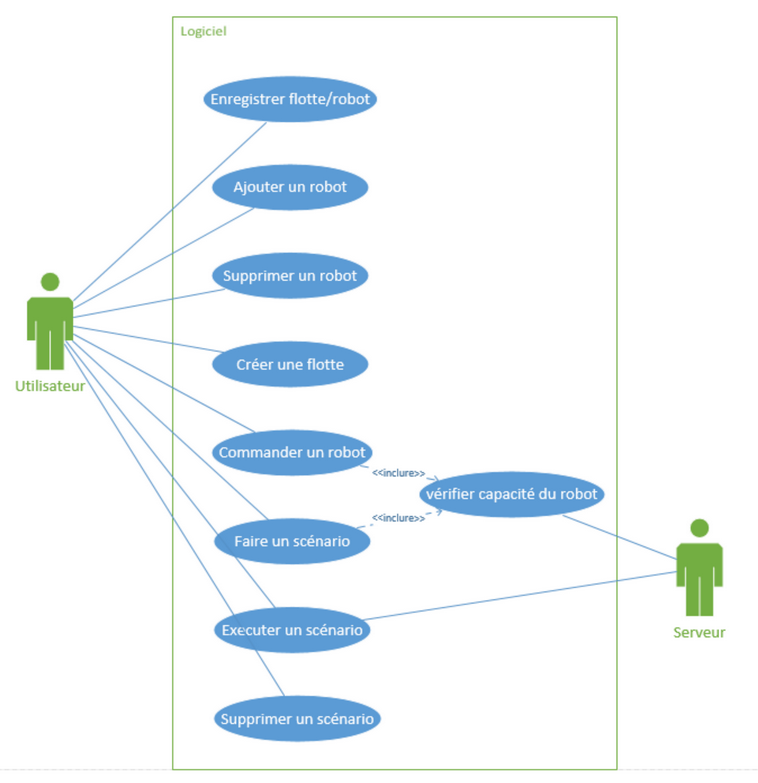 Logiciel
Enregistrer flotte/robot
Ajouter un robot
Supprimer un robot
Créer une flotte
Utilisateur
Commander un robot
<<inclure>>
vérifier capacité du robot
<<inclure>>
Faire un scénario
Executer un scénario
Serveur
Supprimer un scénario